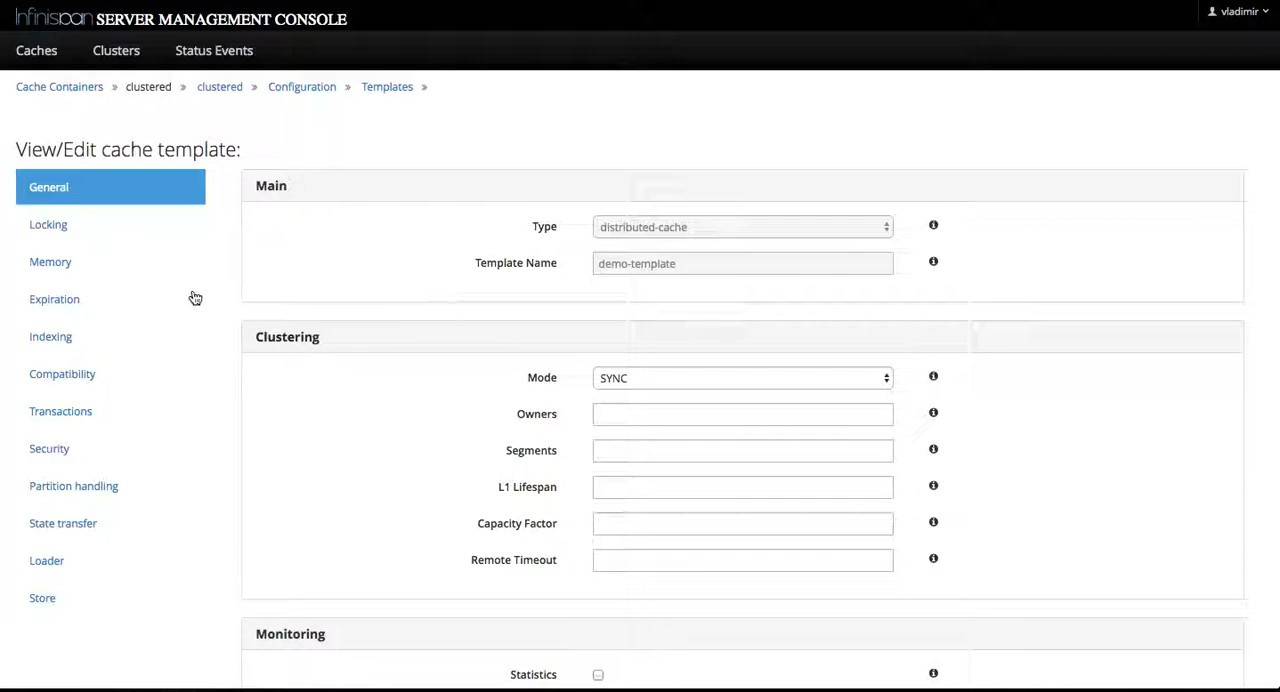 Infinispan SERVER MANAGEMENT CONSOLE
vladimir
Caches Clusters Status Events
Cache Containers » clustered » clustered » Configuration » Templates »
View/Edit cache template:
General
Locking
Memory
Expiration
Indexing
Compatibility
Transactions
Security
Partition handling
State transfer
Loader
Store
Main
Type distributed-cache
Template Name demo-template
Clustering
Mode SYNC
Owners
Segments
L1 Lifespan
Capacity Factor
Remote Timeout
Monitoring
Statistics